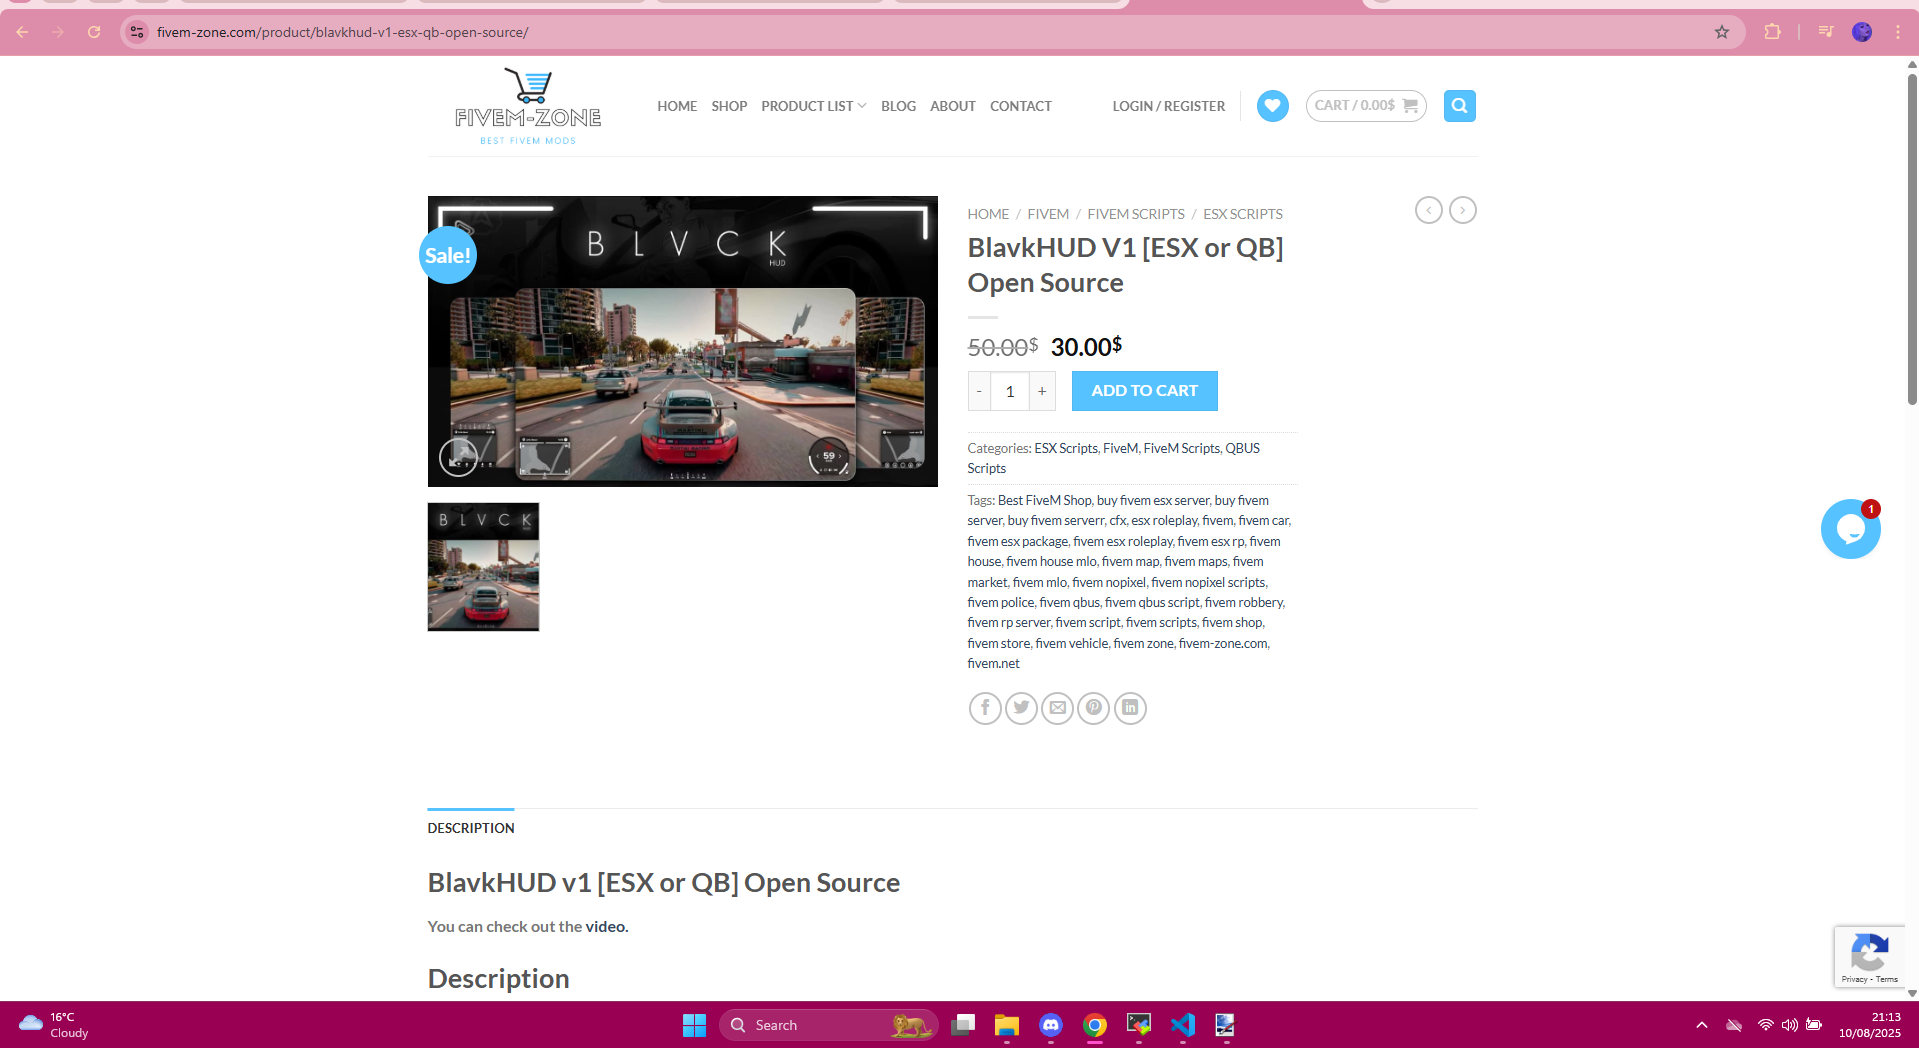 fivem-zone.com/product/blavkhud-v1-esx-qb-open-source/
FIVEM-ZONE
BEST FIVEM MODS
HOME
SHOP
PRODUCT LIST
BLOG
ABOUT
CONTACT
LOGIN / REGISTER
CART / 0.00$
Sale!
BLVCK
HUD
59
HOME / FIVEM / FIVEM SCRIPTS / ESX SCRIPTS
BlavkHUD V1 [ESX or QB]
Open Source
50.00$ 30.00$
- 1 +
ADD TO CART
Categories: ESX Scripts, FiveM, FiveM Scripts, QBUS
Scripts
Tags: Best FiveM Shop, buy fivem esx server, buy fivem
server, buy fivem serverr, cfx, esx roleplay, fivem, fivem car,
fivem esx package, fivem esx roleplay, fivem esx rp, fivem
house, fivem house mlo, fivem map, fivem maps, fivem
market, fivem mlo, fivem nopixel, fivem nopixel scripts,
fivem police, fivem qbus, fivem qbus script, fivem robbery,
fivem rp server, fivem script, fivem scripts, fivem shop,
fivem store, fivem vehicle, fivem zone, fivem-zone.com,
fivem.net
BLVCK
1
DESCRIPTION
BlavkHUD v1 [ESX or QB] Open Source
You can check out the video.
Description
Privacy - Terms
16°C
Cloudy
Search
21:13
10/08/2025